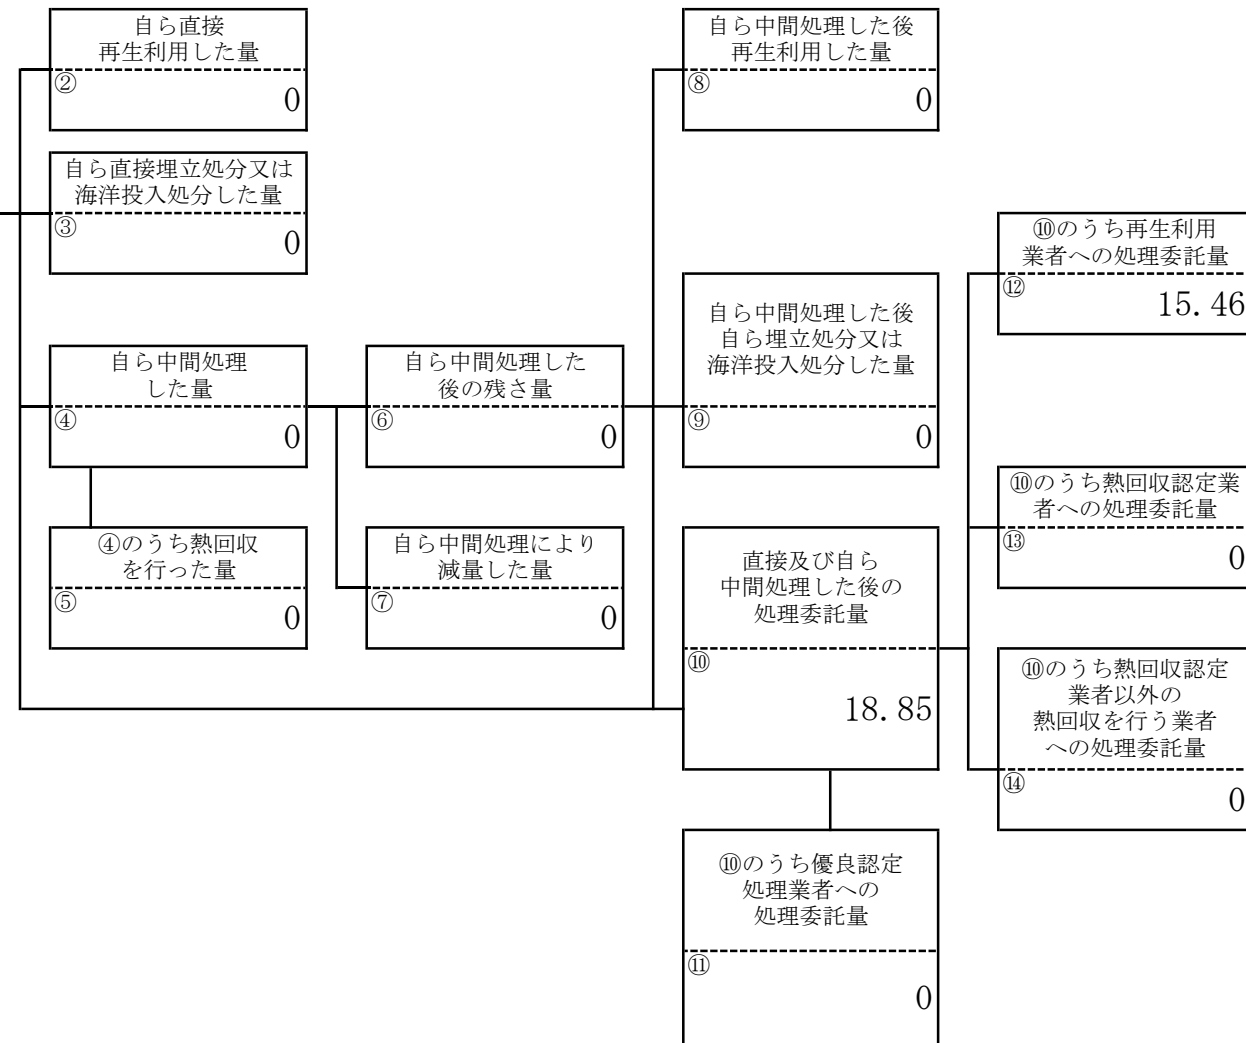 自ら直接
再生利用した量
②
0
自ら直接埋立処分又は
海洋投入処分した量
③
0
自ら中間処理
した量
④
0
④のうち熱回収
を行った量
⑤
0
自ら中間処理した
後の残さ量
⑥
0
自ら中間処理により
減量した量
⑦
0
自ら中間処理した後
再生利用した量
⑧
0
自ら中間処理した後
自ら埋立処分又は
海洋投入処分した量
⑨
0
直接及び自ら
中間処理した後の
処理委託量
⑩
18.85
⑩のうち優良認定
処理業者への
処理委託量
⑪
0
⑩のうち再生利用
業者への処理委託量
⑫
15.46
⑩のうち熱回収認定業
者への処理委託量
⑬
0
⑩のうち熱回収認定
業者以外の
熱回収を行う業者
への処理委託量
⑭
0